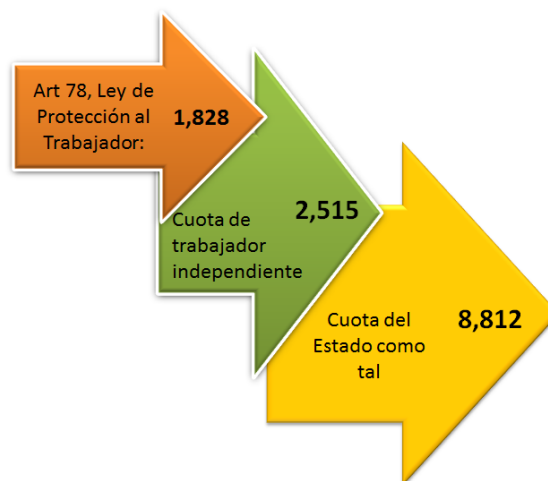 Art 78, Ley de
Protección al
Trabajador:
1,828
Cuota de
trabajador
independiente
2,515
Cuota del
Estado como
tal
8,812